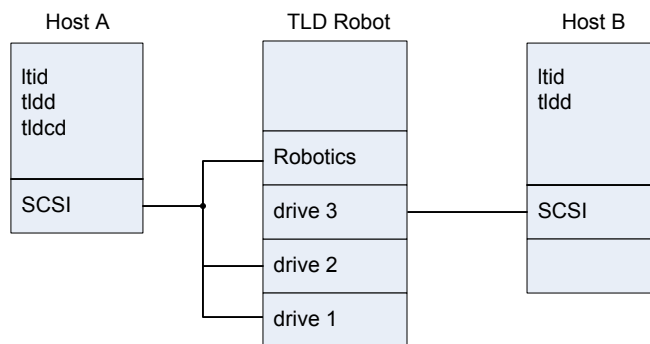 Host A
TLD Robot
Host B
ltid
tldd
tldcd
SCSI
Robotics
drive 3
drive 2
drive 1
ltid
tldd
SCSI